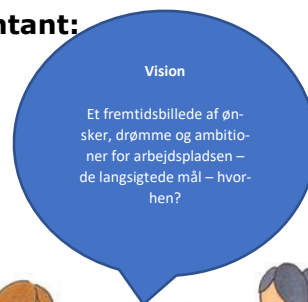 ntant:
Vision
Et fremtidsbillede af øn-
sker, drømme og ambitio-
ner for arbejdspladsen –
de langsigtede mål – hvor-
hen?